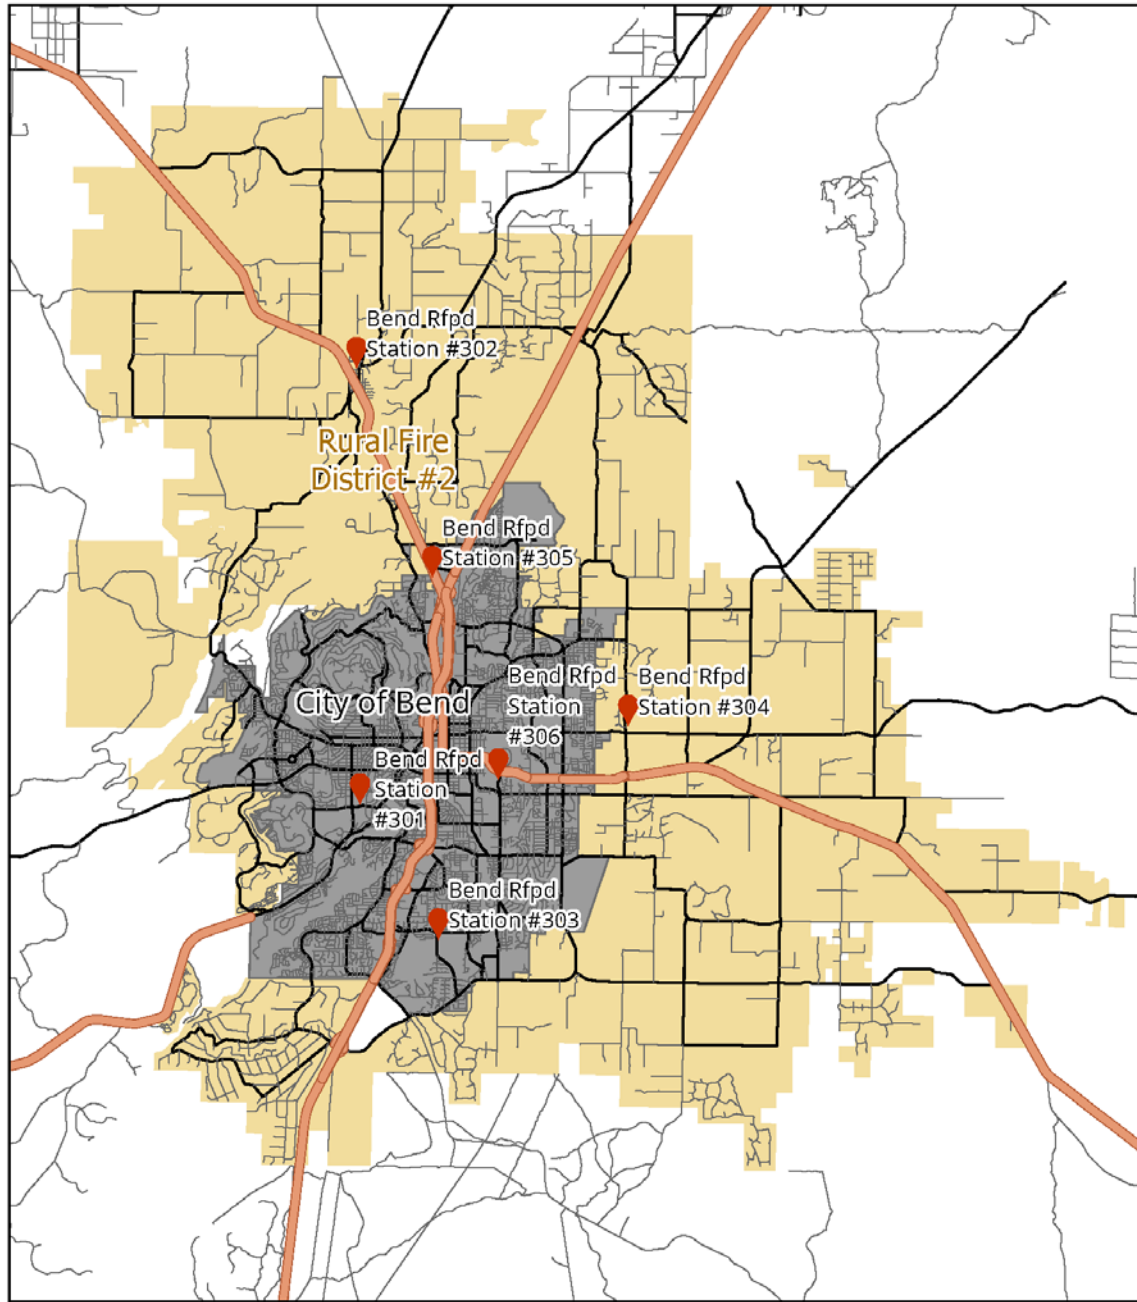 Bend Rfpd
Station #302
Rural Fire
District #2
Bend Rfpd
Station #305
Bend Rfpd
Station
#306
Bend Rfpd
Station #304
City of Bend
Bend Rfpd
Station
#301
Bend Rfpd
Station #303